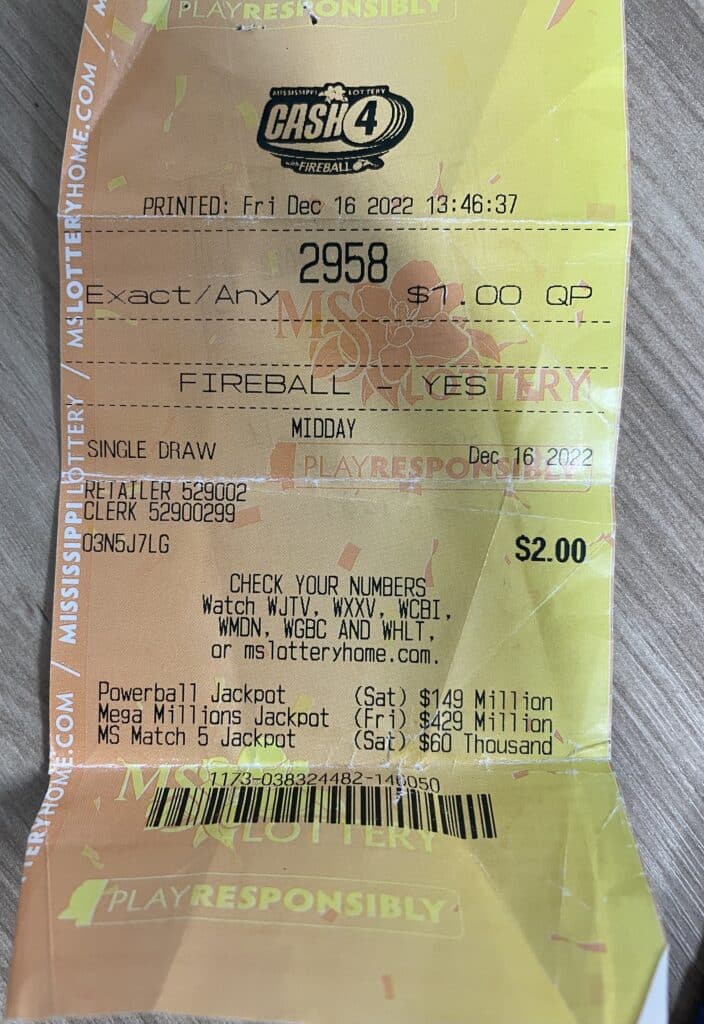 PLAYRESPONSIBLY
MISSISSIPPI LOTTERY
CASH 4
WITH FIREBALL
PRINTED: Fri Dec 16 2022 13:46:37
2958
Exact/Any $1.00 QP
MS LOTTERY
FIREBALL - YES
MIDDAY
SINGLE DRAW Dec 16 2022
PLAYRESPONSIBLY
RETAILER 529002
CLERK 52900299
03N5J7LG
$2.00
CHECK YOUR NUMBERS
Watch WJTV, WXXV, WCBI,
WMDN, WGBC AND WHLT,
or mslotteryhome.com.
Powerball Jackpot (Sat) $149 Million
Mega Millions Jackpot (Fri) $429 Million
MS Match 5 Jackpot (Sat) $60 Thousand
1173-038324482-140050
MS LOTTERY
PLAYRESPONSIBLY
TERYHOME.COM / MISSISSIPPI LOTTERY / MSLOTTERYHOME.COM / M